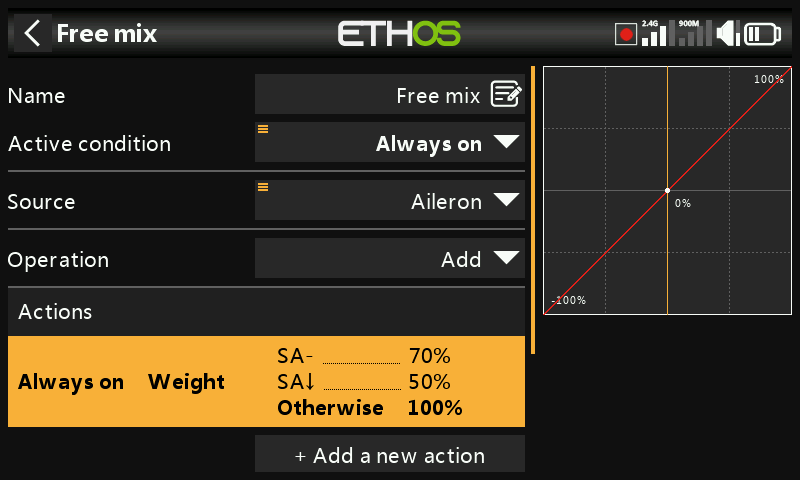 Free mix
ETHOS
2.4G
900M
Name
Free mix
Active condition
Always on
Source
Aileron
Operation
Add
Actions
Always on Weight
SA- 70%
SA↓ 50%
Otherwise 100%
+ Add a new action
100%
0%
-100%